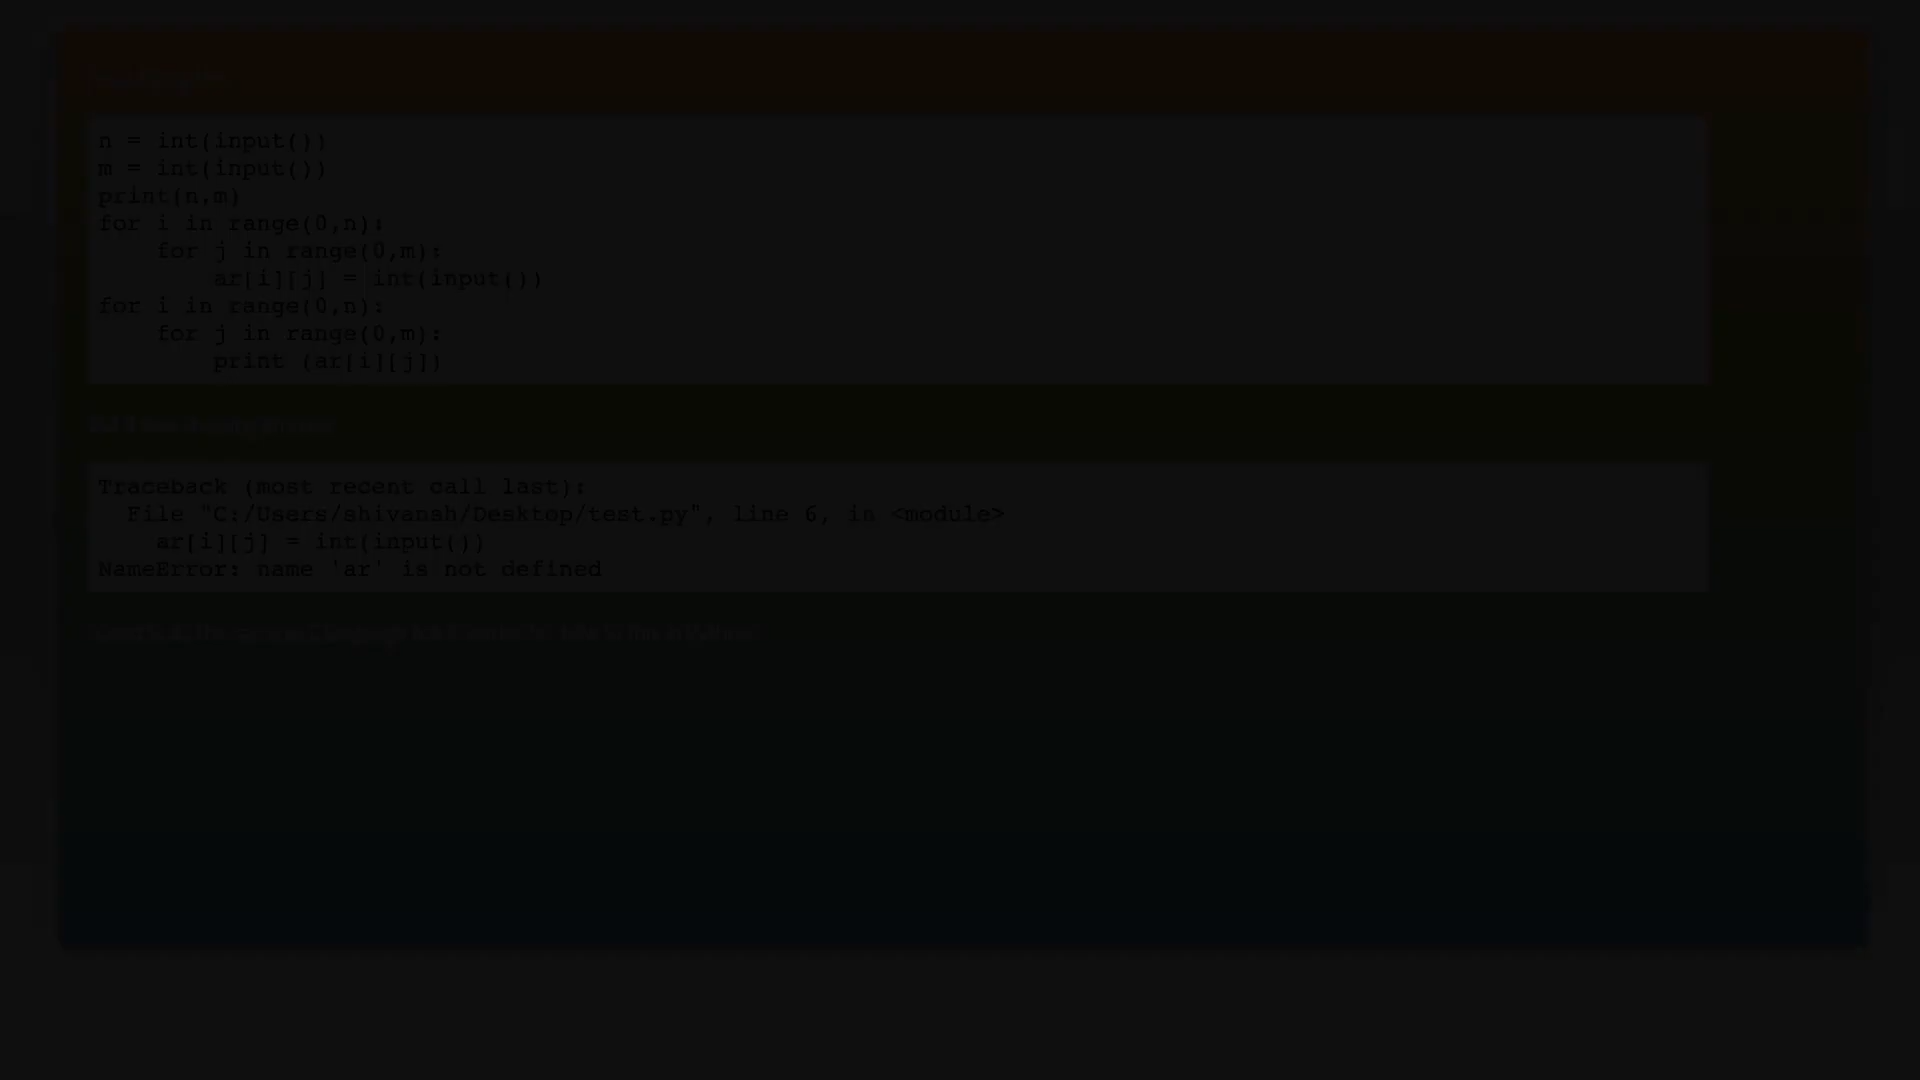 n = int(input())
m = int(input())
print(n,m)
for i in range(0,n):
    for j in range(0,m):
        ar[i][j] = int(input())
for i in range(0,n):
    for j in range(0,m):
        print (ar[i][j])
Traceback (most recent call last):
  File "C:/Users/shivansh/Desktop/test.py", line 6, in <module>
    ar[i][j] = int(input())
NameError: name 'ar' is not defined